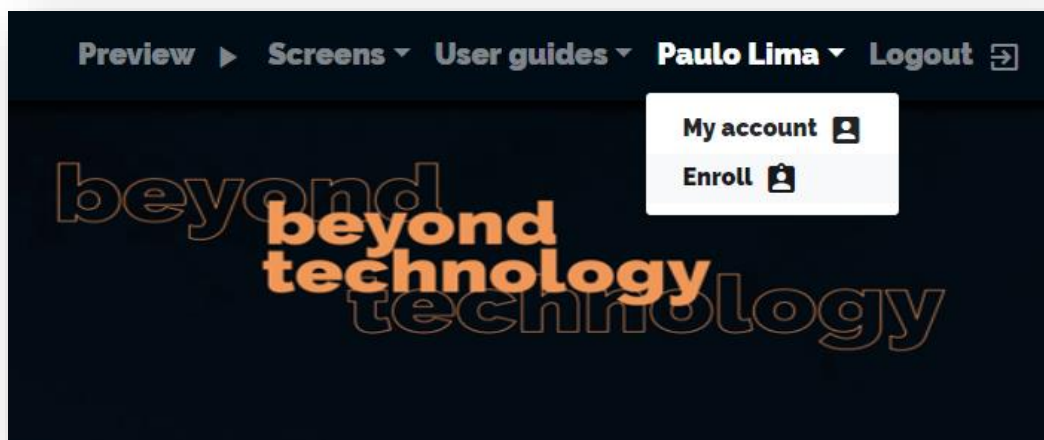 Preview Screens User guides Paulo Lima Logout
My account
Enroll
beyond
beyond
technology
technology